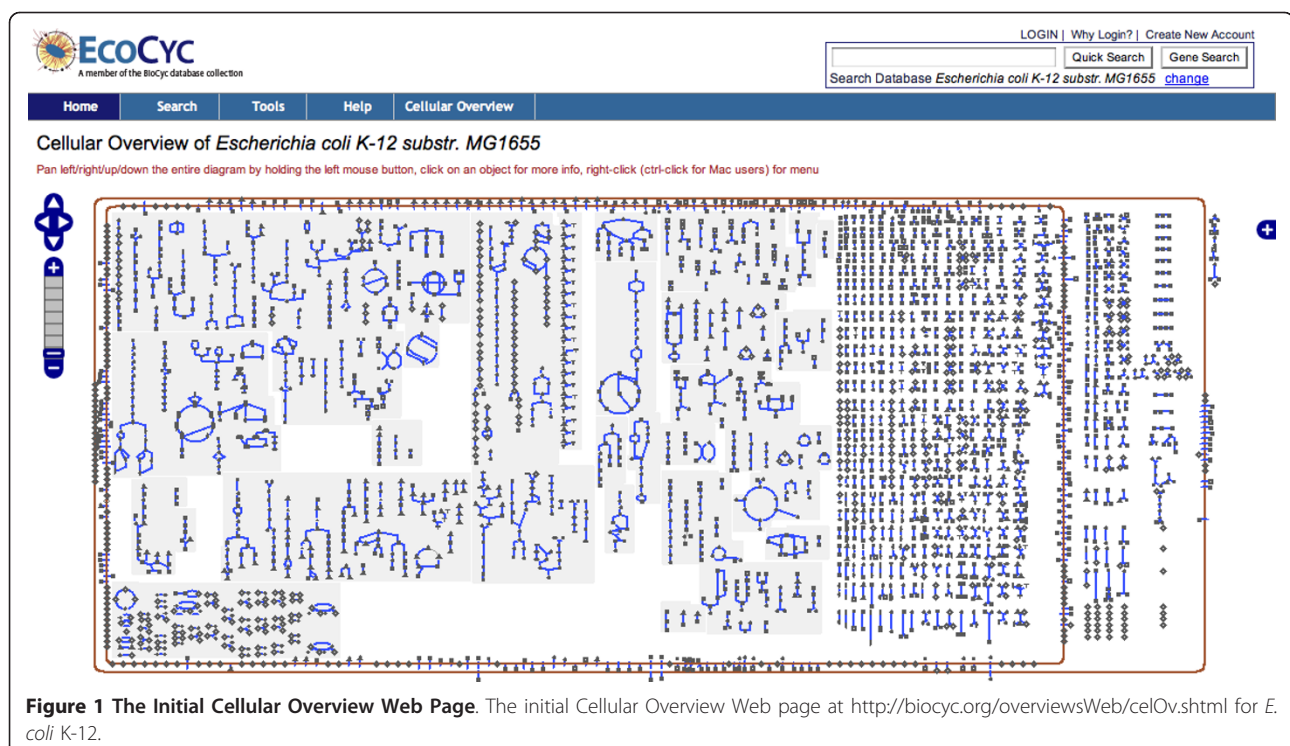 LOGIN | Why Login? | Create New Account
ECOCYC
A member of the BioCyc database collection
Quick Search Gene Search
Search Database Escherichia coli K-12 substr. MG1655 change
Home Search Tools Help Cellular Overview
Cellular Overview of Escherichia coli K-12 substr. MG1655
Pan left/right/up/down the entire diagram by holding the left mouse button, click on an object for more info, right-click (ctrl-click for Mac users) for menu
Figure 1 The Initial Cellular Overview Web Page. The initial Cellular Overview Web page at http://biocyc.org/overviewsWeb/celOv.shtml for E.
coli K-12.